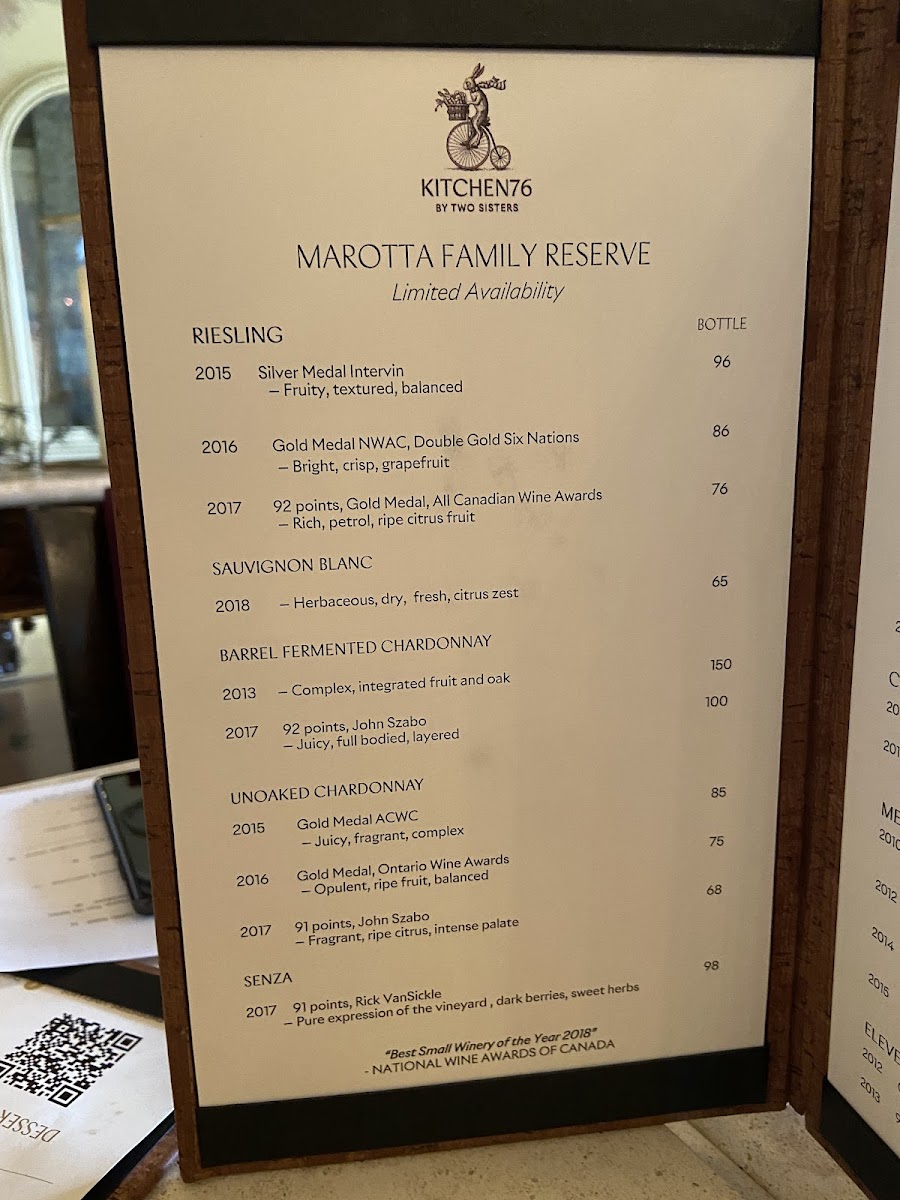 KITCHEN76
BY TWO SISTERS
MAROTTA FAMILY RESERVE
Limited Availability
RIESLING BOTTLE
2015 Silver Medal Intervin 96
– Fruity, textured, balanced
2016 Gold Medal NWAC, Double Gold Six Nations 86
– Bright, crisp, grapefruit
2017 92 points, Gold Medal, All Canadian Wine Awards 76
– Rich, petrol, ripe citrus fruit
SAUVIGNON BLANC
2018 – Herbaceous, dry, fresh, citrus zest 65
BARREL FERMENTED CHARDONNAY
2013 – Complex, integrated fruit and oak 150
2017 92 points, John Szabo 100
– Juicy, full bodied, layered
UNOAKED CHARDONNAY
2015 Gold Medal ACWC 85
– Juicy, fragrant, complex
2016 Gold Medal, Ontario Wine Awards 75
– Opulent, ripe fruit, balanced
2017 91 points, John Szabo 68
– Fragrant, ripe citrus, intense palate
SENZA
2017 91 points, Rick VanSickle 98
– Pure expression of the vineyard , dark berries, sweet herbs
"Best Small Winery of the Year 2018"
- NATIONAL WINE AWARDS OF CANADA
2010
2012
2014
2015
ELEVE
2012
2013
DESSER